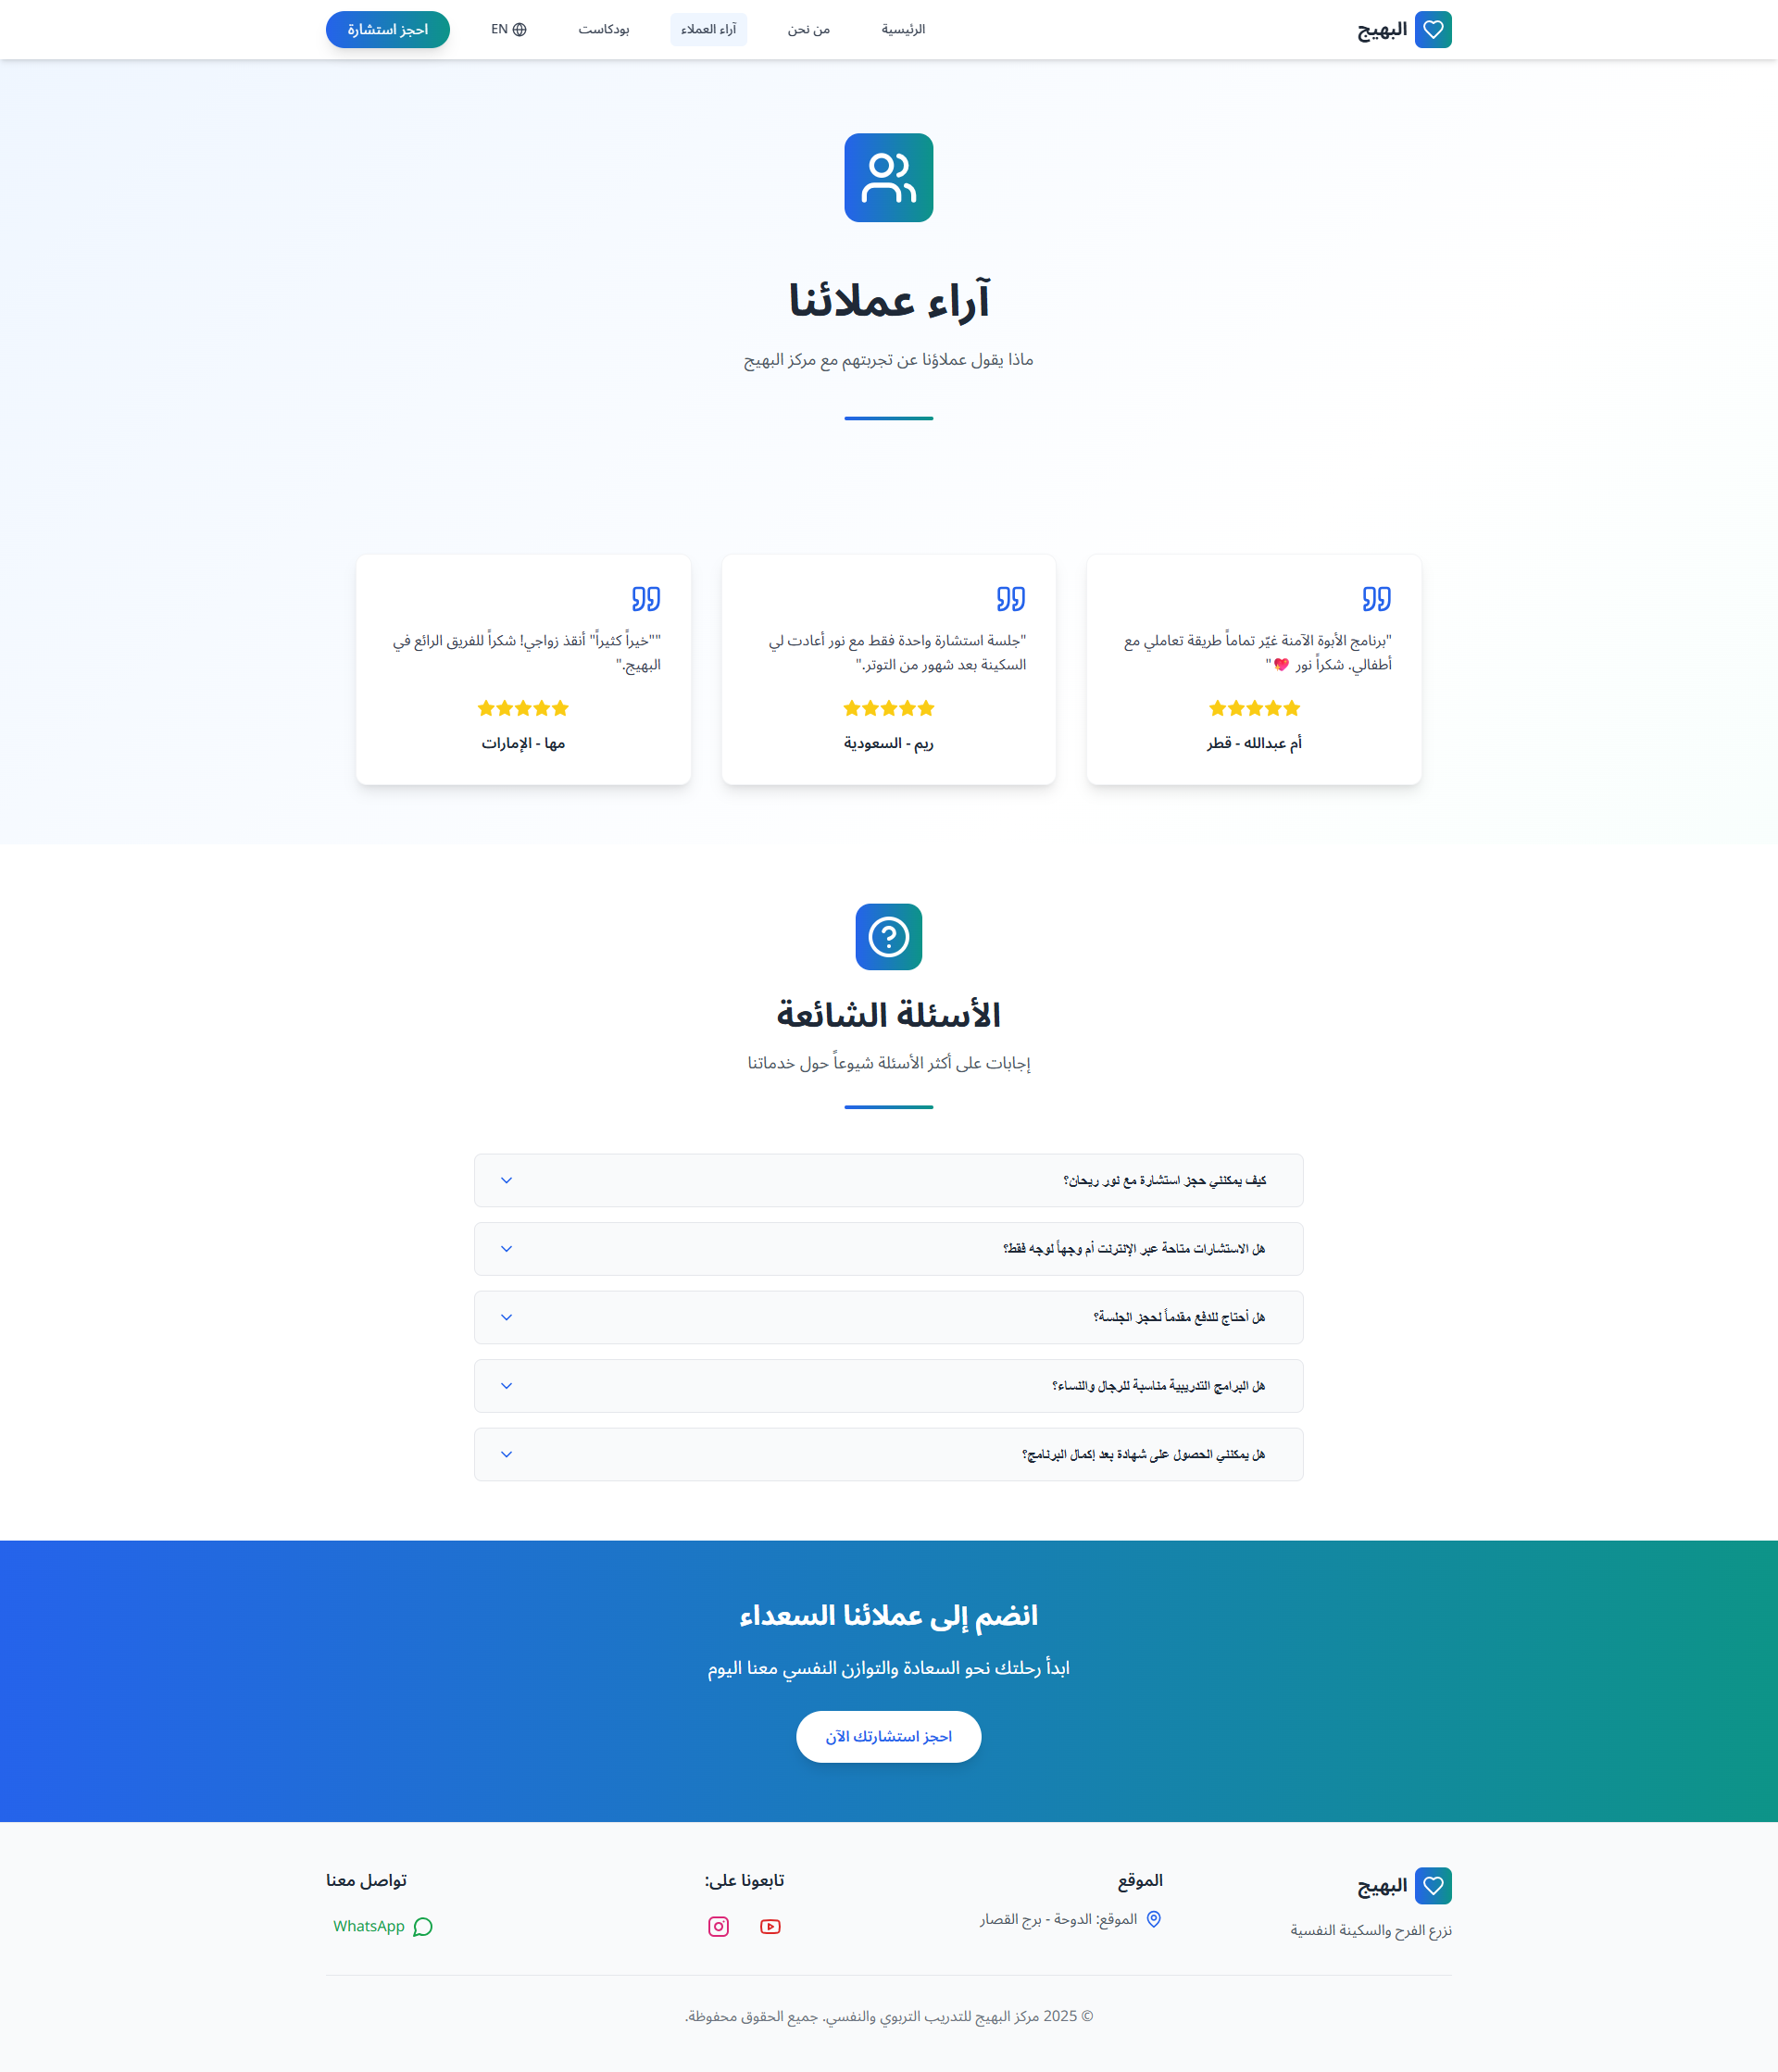 البهيج
الرئيسية
من نحن
آراء العملاء
بودكاست
EN
احجز استشارة
آراء عملائنا
ماذا يقول عملاؤنا عن تجربتهم مع مركز البهيج
"برنامج الأبوة الآمنة غيّر تماماً طريقة تعاملي مع
أطفالي. شكراً نور 💖"
أم عبدالله - قطر
"جلسة استشارة واحدة فقط مع نور أعادت لي
السكينة بعد شهور من التوتر."
ريم - السعودية
""خيراً كثيراً" أنقذ زواجي! شكراً للفريق الرائع في
البهيج."
مها - الإمارات
الأسئلة الشائعة
إجابات على أكثر الأسئلة شيوعاً حول خدماتنا
كيف يمكنني حجز استشارة مع نور ريحان؟
هل الاستشارات متاحة عبر الإنترنت أم وجهاً لوجه فقط؟
هل أحتاج للدفع مقدماً لحجز الجلسة؟
هل البرامج التدريبية مناسبة للرجال والنساء؟
هل يمكنني الحصول على شهادة بعد إكمال البرنامج؟
انضم إلى عملائنا السعداء
ابدأ رحلتك نحو السعادة والتوازن النفسي معنا اليوم
احجز استشارتك الآن
البهيج
نزرع الفرح والسكينة النفسية
الموقع
الموقع: الدوحة - برج القصار
تابعونا على:
تواصل معنا
WhatsApp
© 2025 مركز البهيج للتدريب التربوي والنفسي. جميع الحقوق محفوظة.